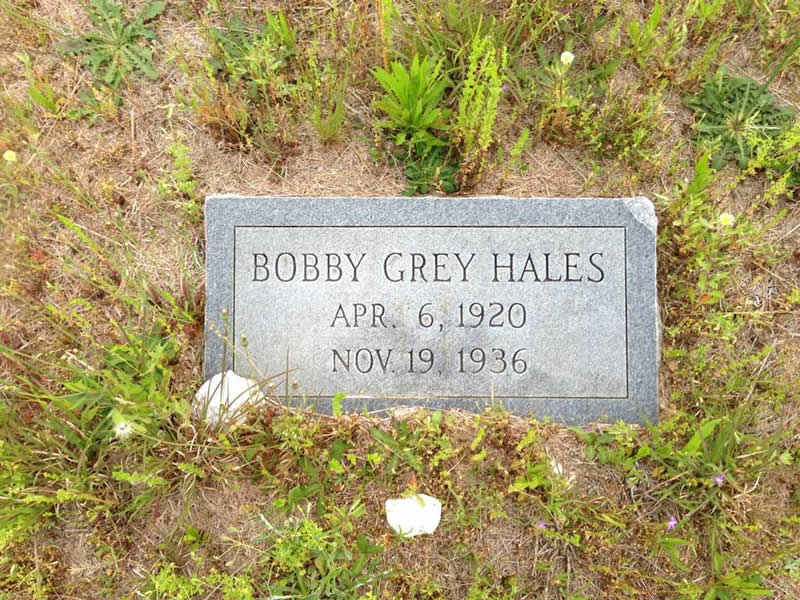 BOBBY GREY HALES
APR. 6, 1920
NOV. 19, 1936